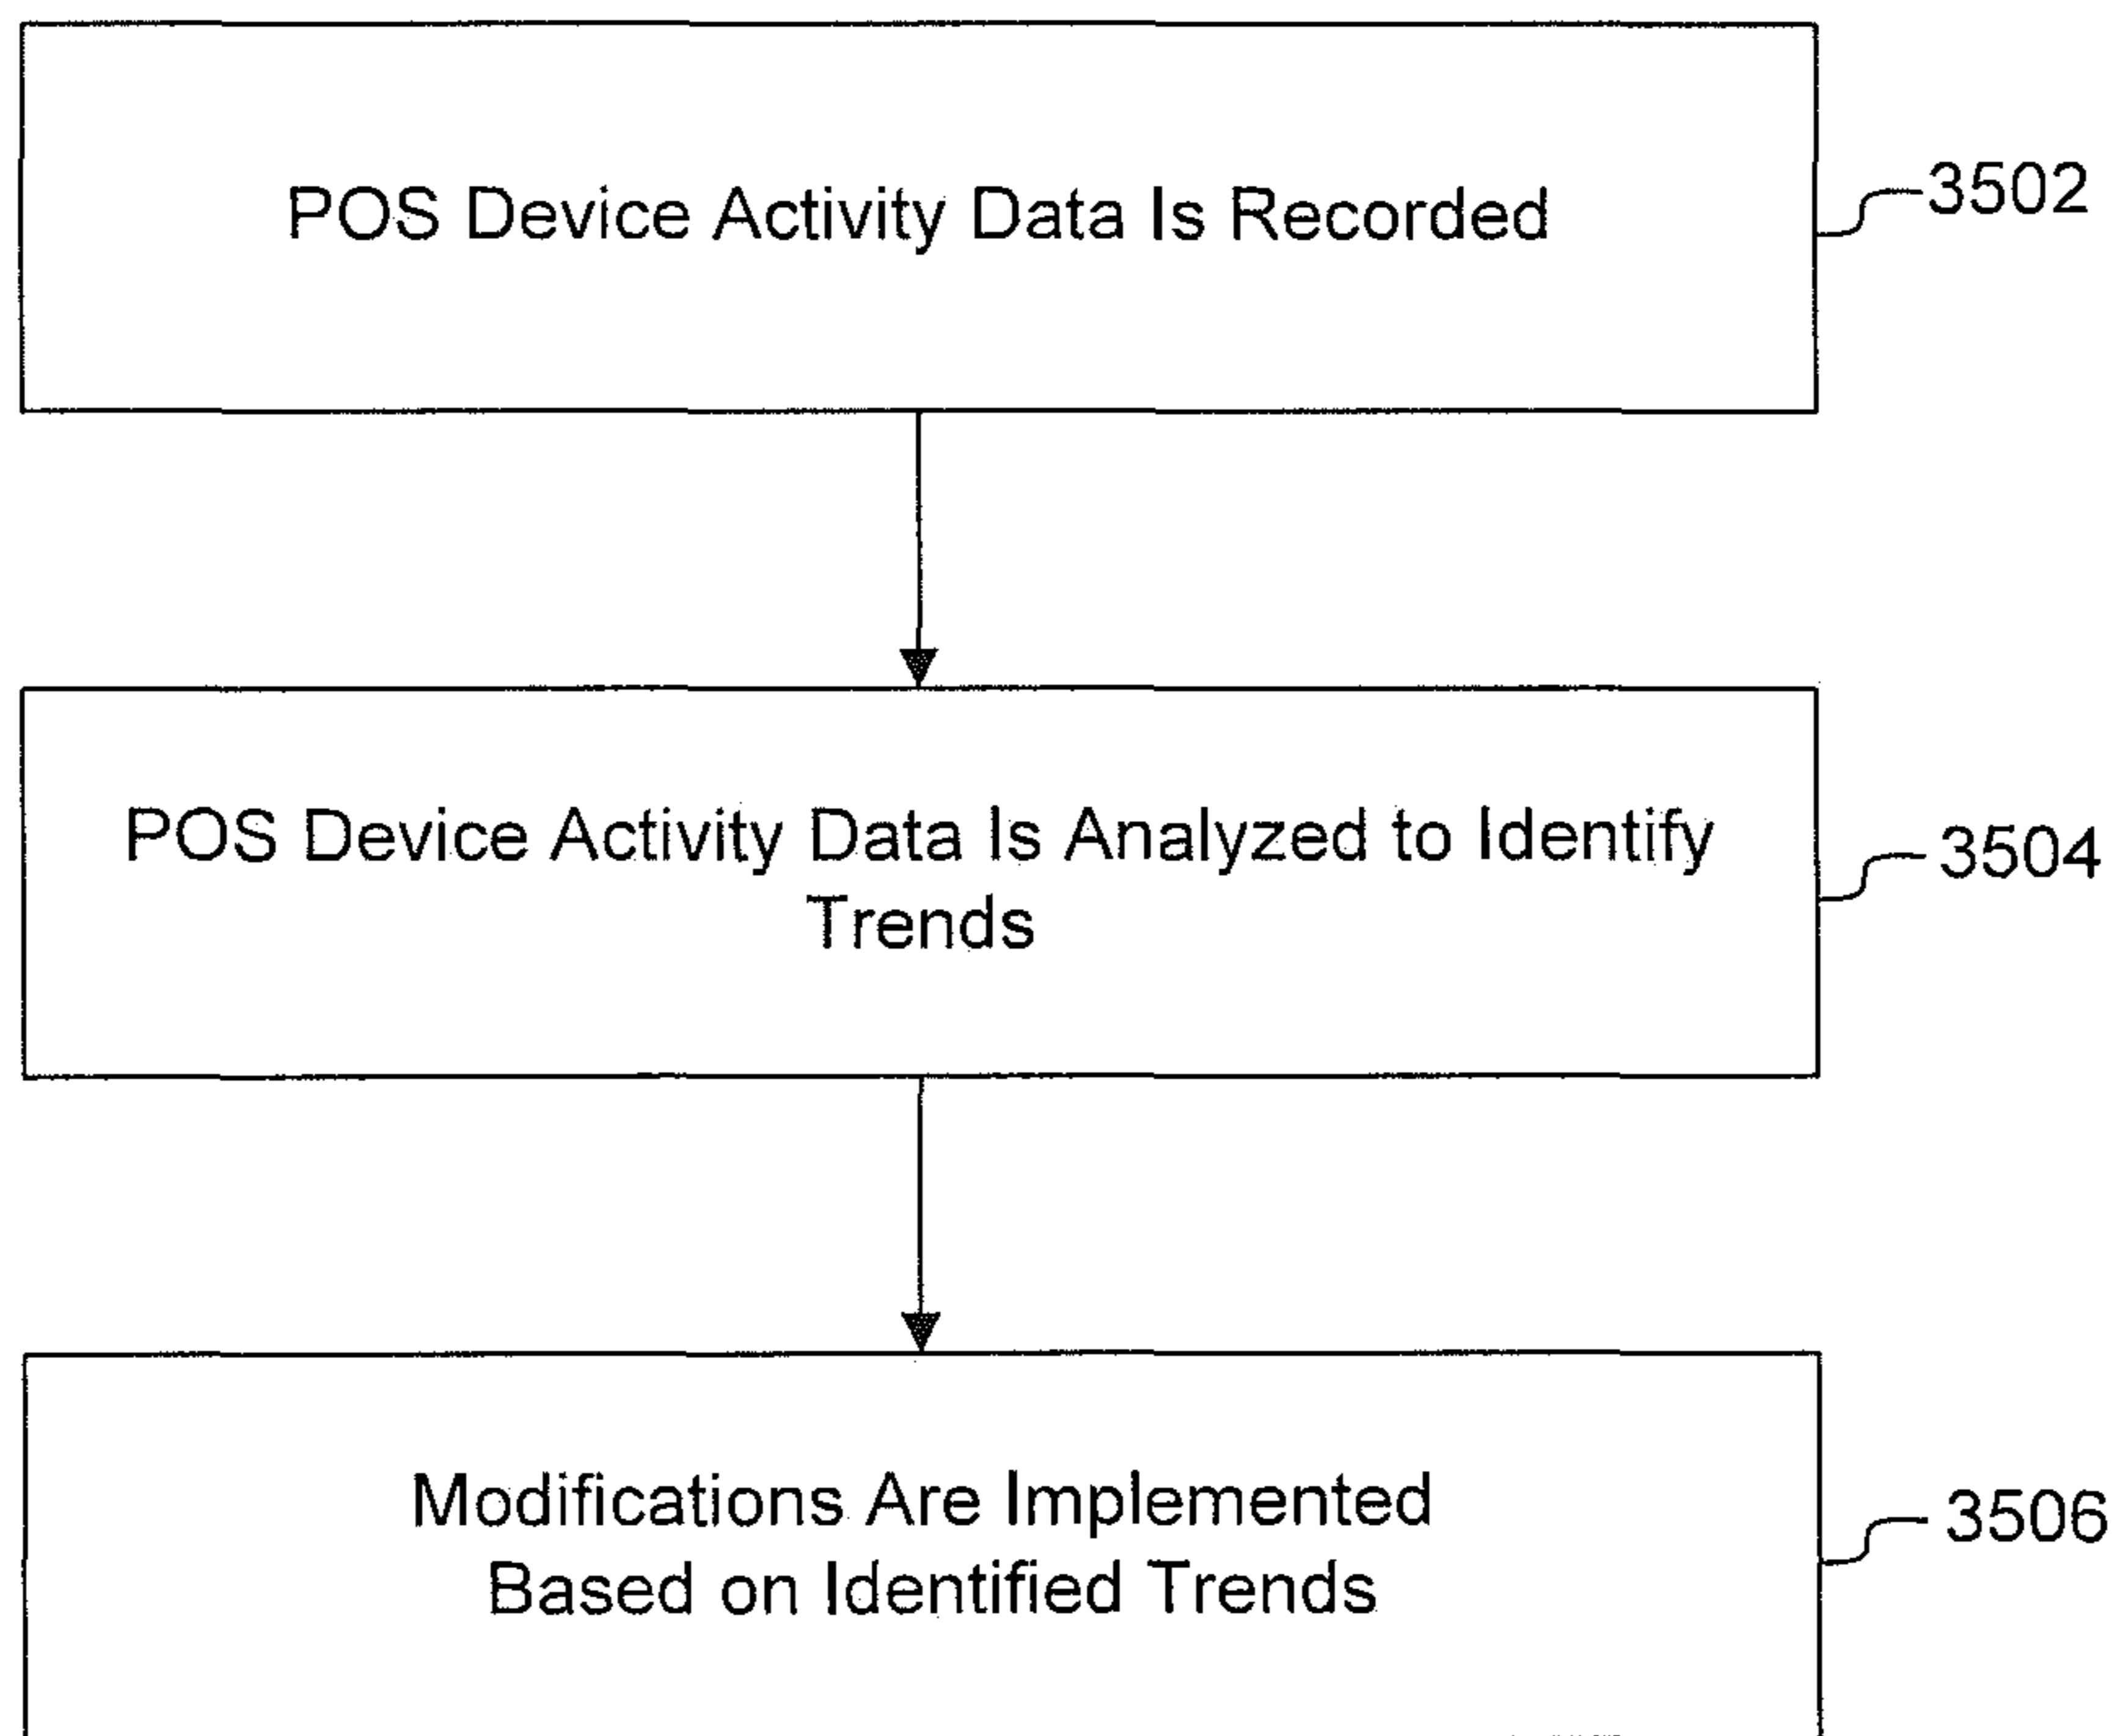 POS Device Activity Data Is Recorded
3502
POS Device Activity Data Is Analyzed to Identify
Trends
3504
Modifications Are Implemented
Based on Identified Trends
3506